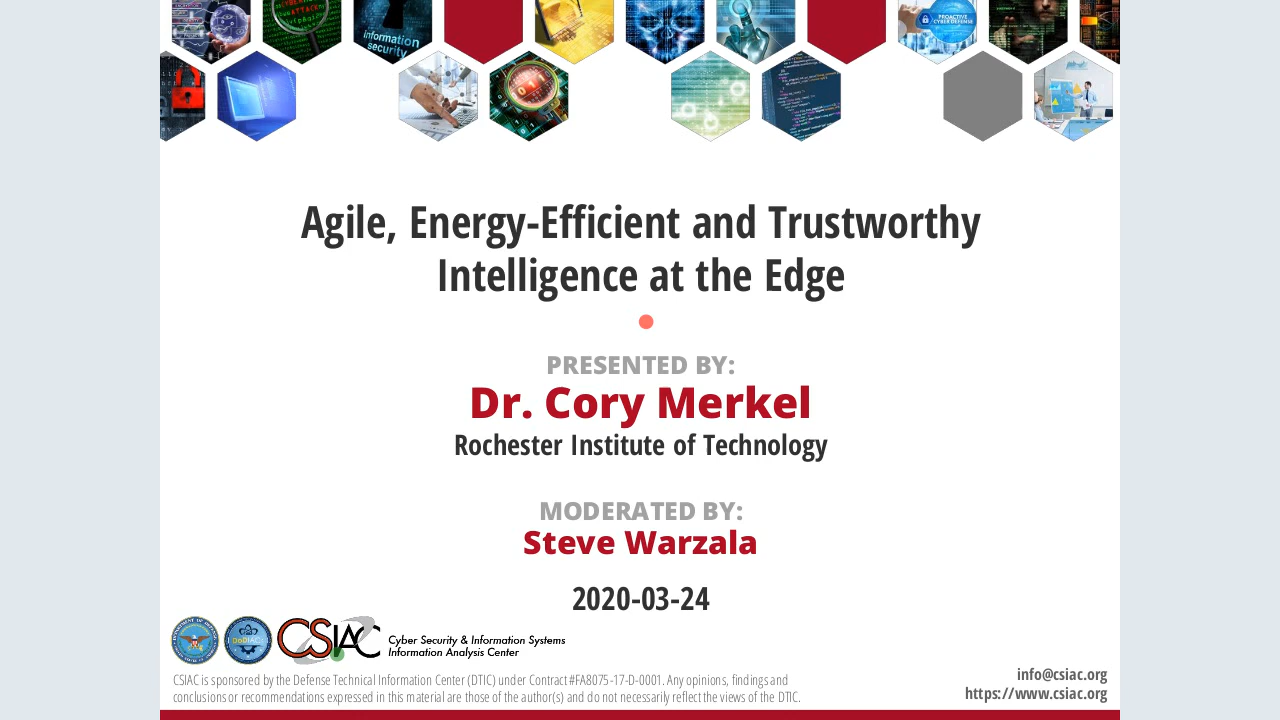 CYBER
ATTACK
information
security
PROACTIVE
CYBER DEFENSE
Agile, Energy-Efficient and Trustworthy
Intelligence at the Edge
PRESENTED BY:
Dr. Cory Merkel
Rochester Institute of Technology
MODERATED BY:
Steve Warzala
2020-03-24
DoDIAC
CSIAC
Cyber Security & Information Systems
Information Analysis Center
CSIAC is sponsored by the Defense Technical Information Center (DTIC) under Contract #FA8075-17-D-0001. Any opinions, findings and
conclusions or recommendations expressed in this material are those of the author(s) and do not necessarily reflect the views of the DTIC.
info@csiac.org
https://www.csiac.org